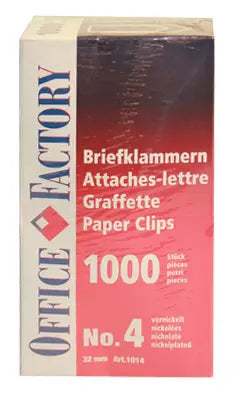 OFFICE FACTORY
Briefklammern
Attaches-lettre
Graffette
Paper Clips
1000
Stück
pièces
pezzi
pieces
No. 4
vernickelt
nickelées
nichelate
nickelplated
32 mm Art.1014